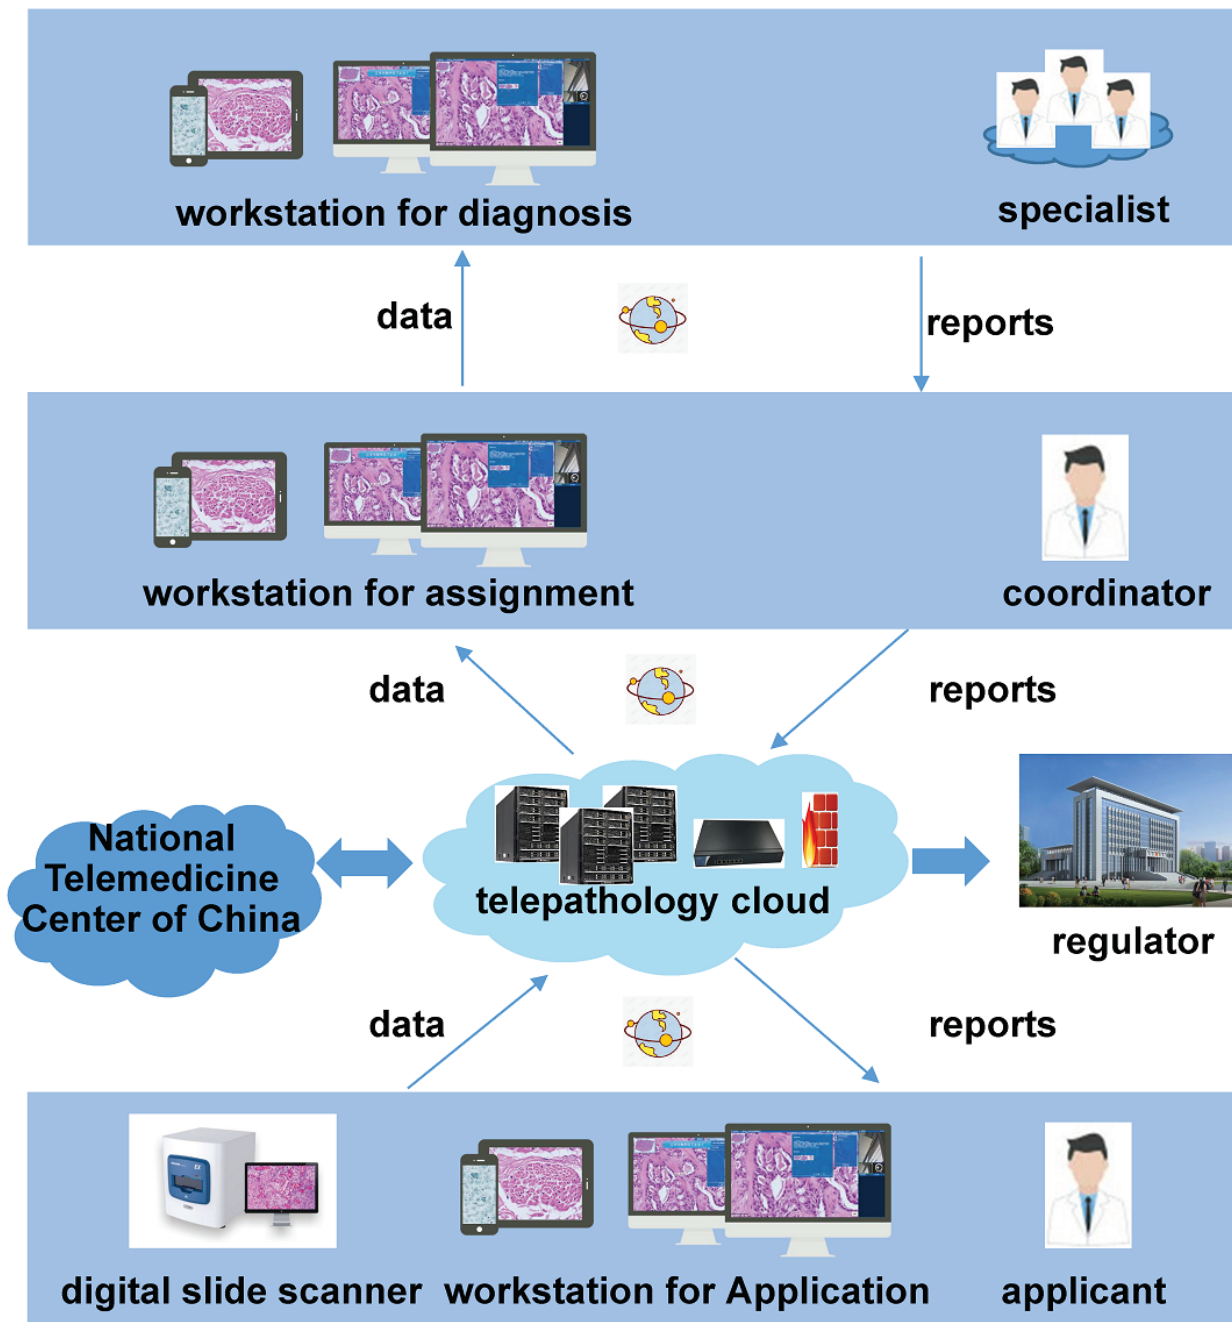 workstation for diagnosis
specialist
data
reports
workstation for assignment
coordinator
data
reports
National
Telemedicine
Center of China
telepathology cloud
regulator
data
reports
digital slide scanner
workstation for Application
applicant